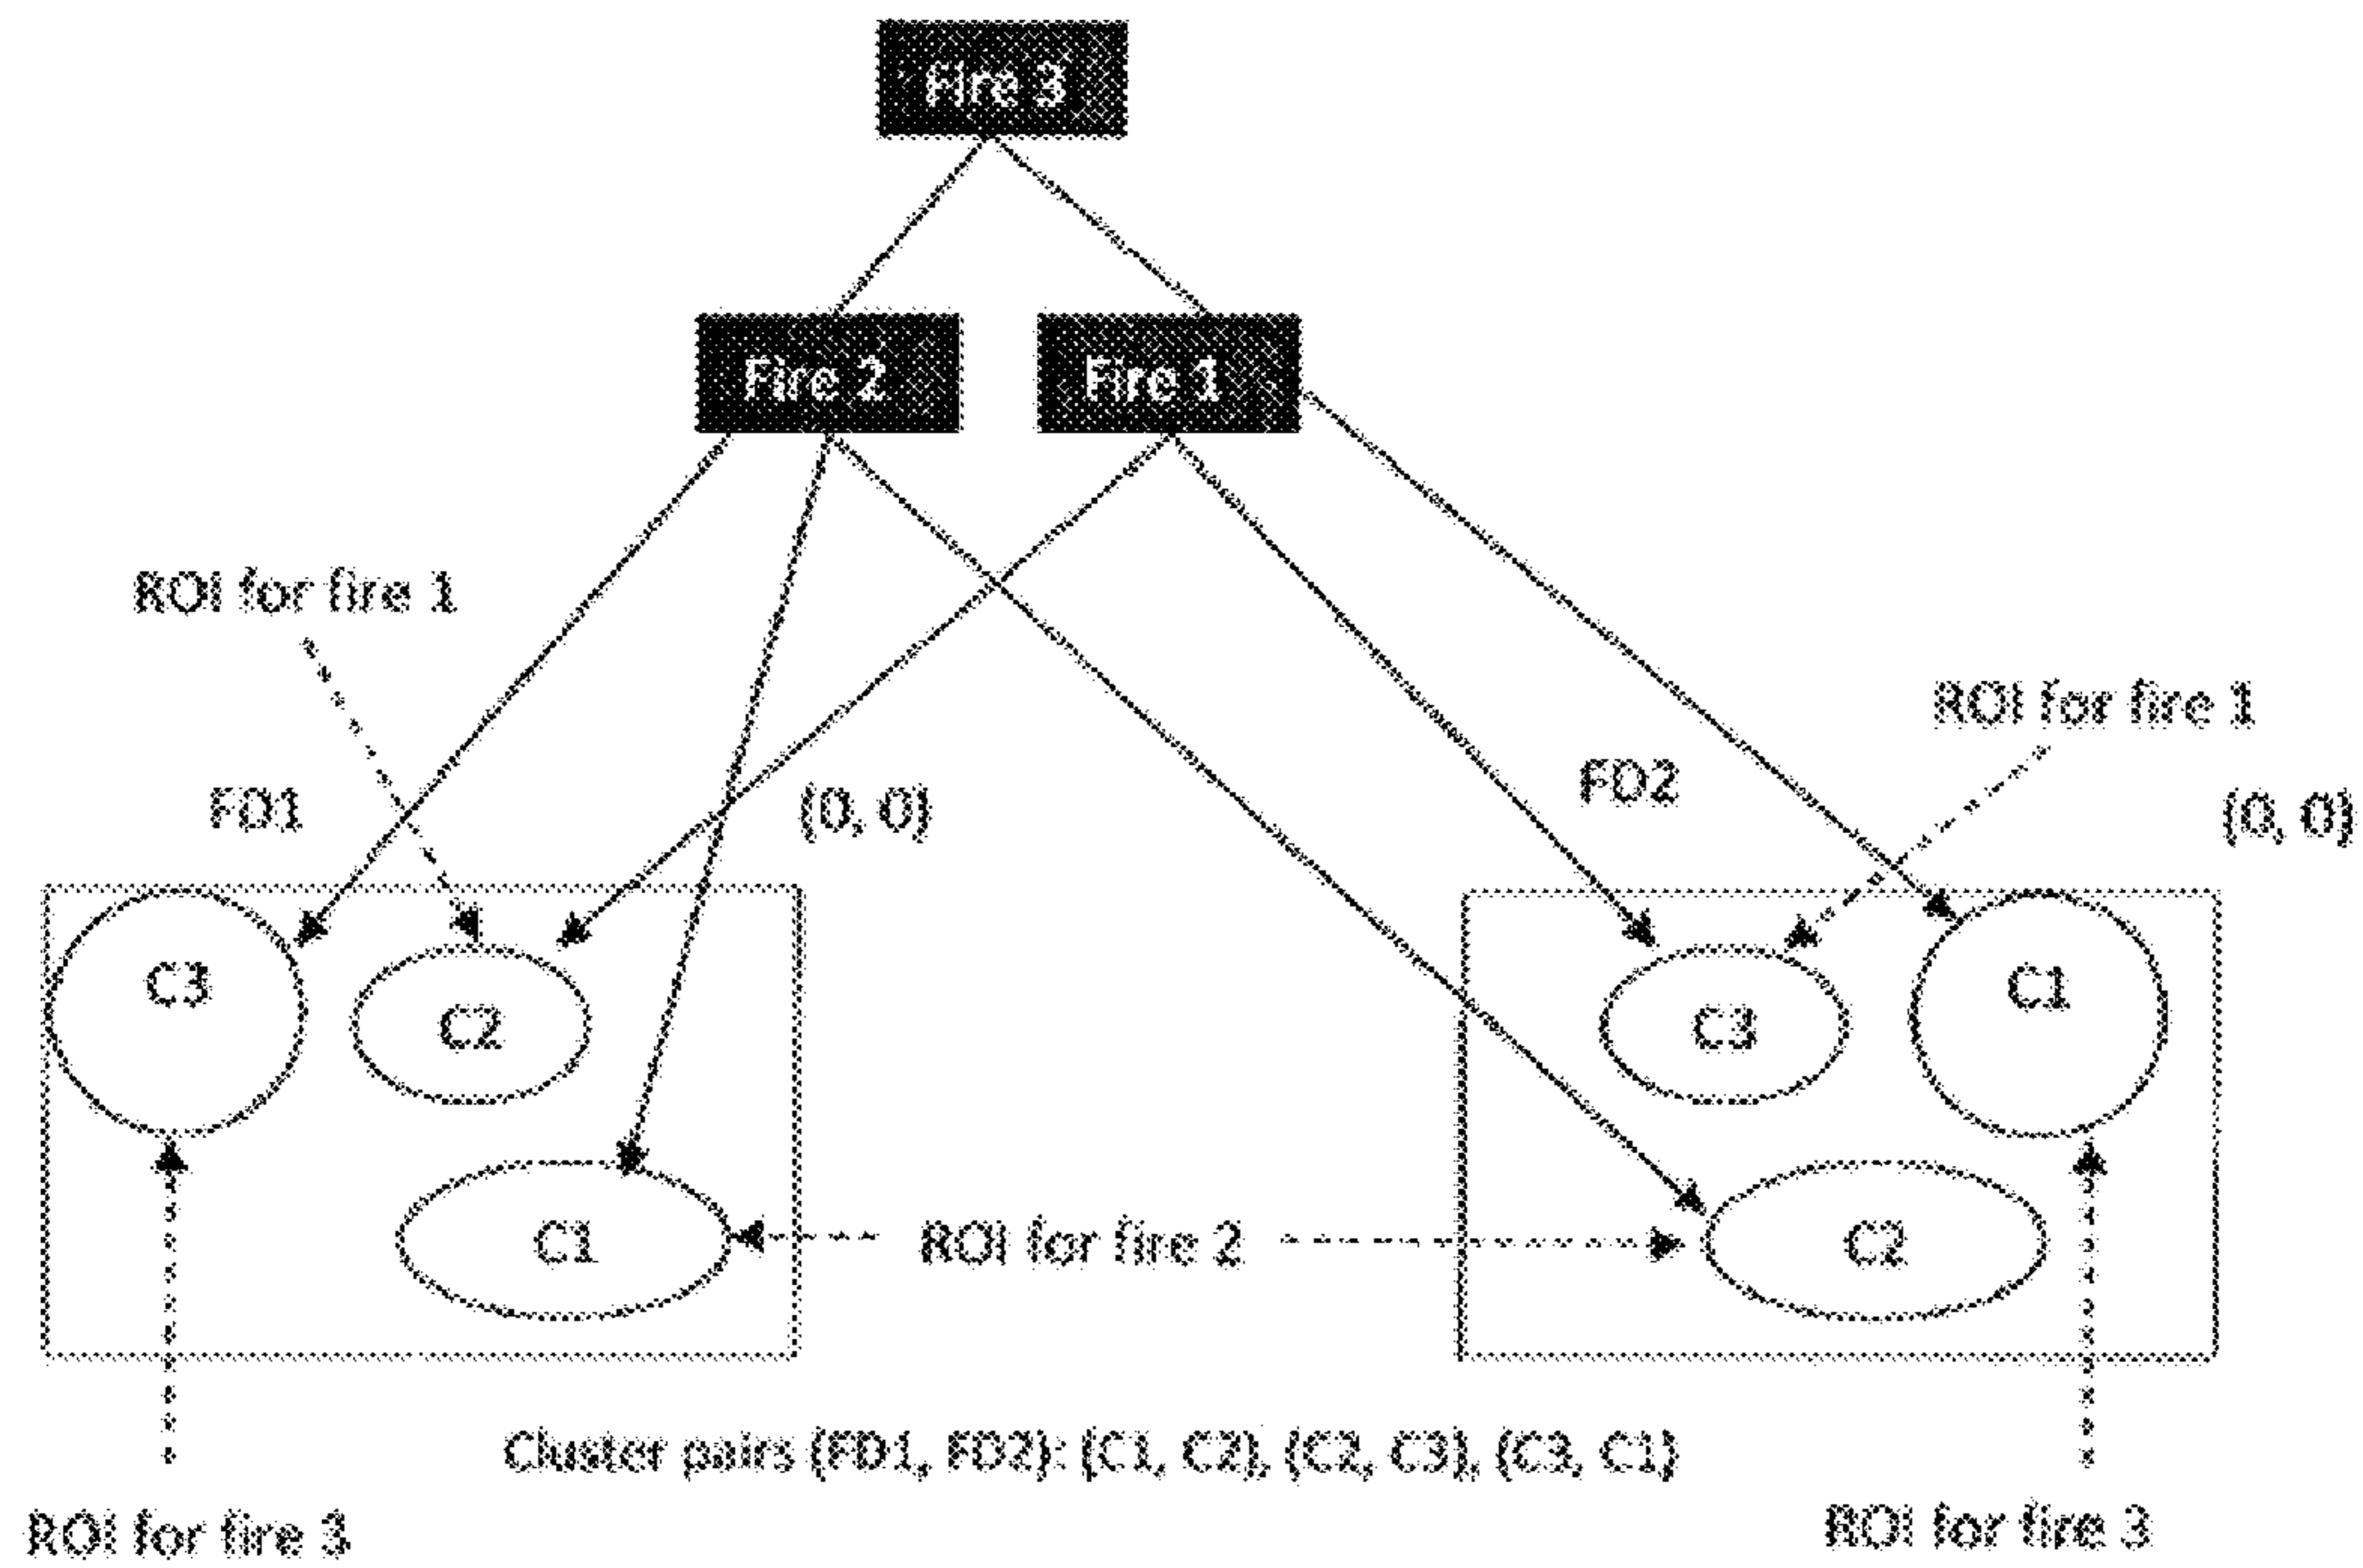 Fire 3
Fire 2
Fire 1
ROI for fire 1
ROI for fire 1
FD1
(0, 0)
FD2
(0, 0)
C3
C2
C3
C1
C1
ROI for fire 2
C2
Cluster pairs (FD1, FD2): (C1, C2), (C2, C3), (C3, C1)
ROI for fire 3
ROI for fire 3